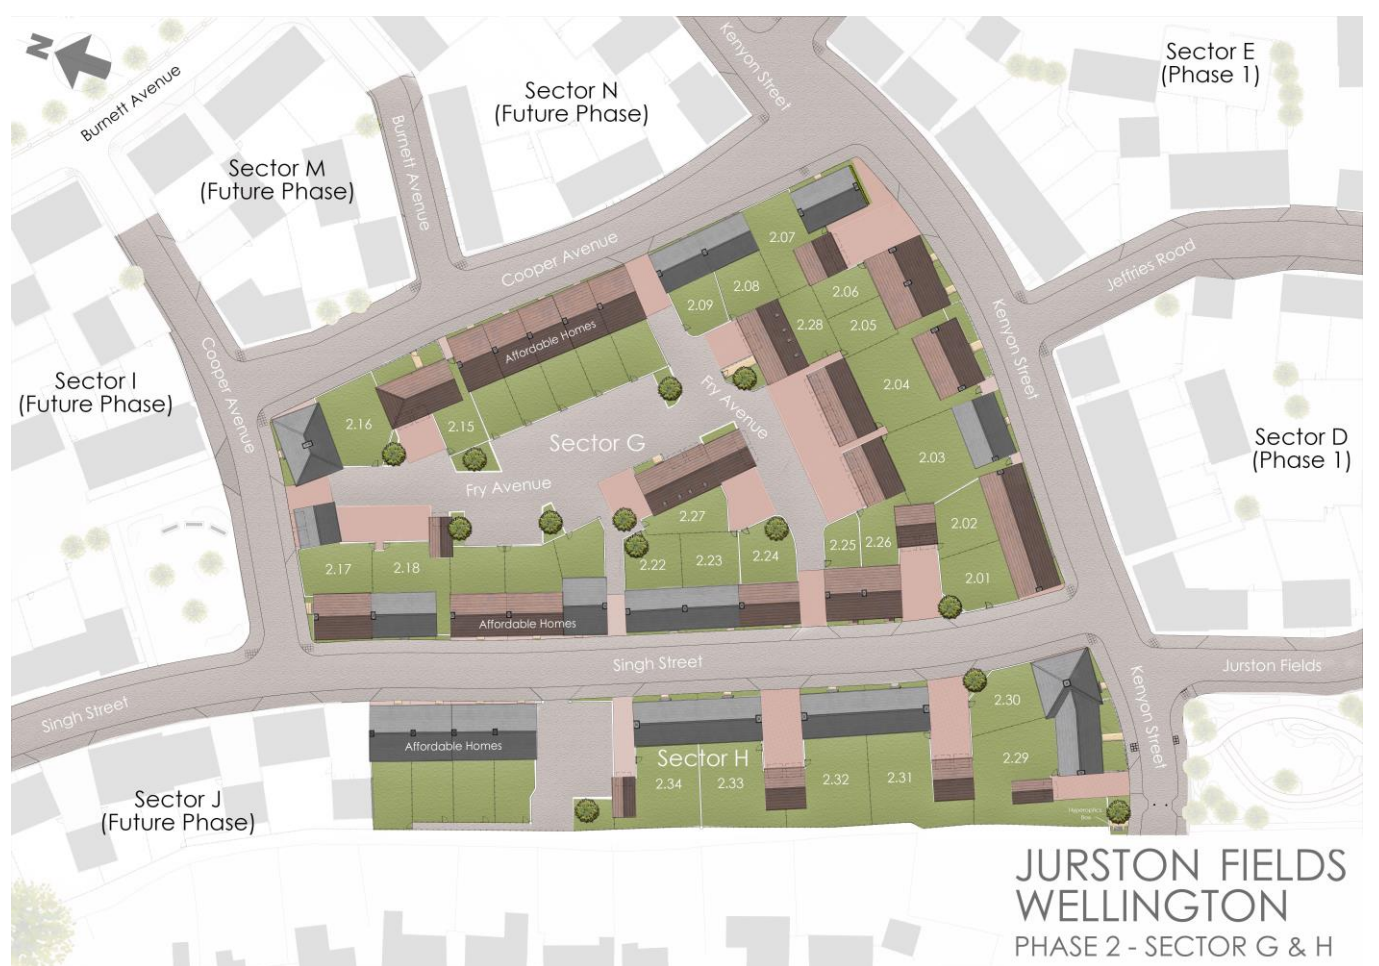 N
Burnett Avenue
Sector M
(Future Phase)
Burnett Avenue
Sector N
(Future Phase)
Kenyon Street
Sector E
(Phase 1)
Cooper Avenue
Jeffries Road
Kenyon Street
Cooper Avenue
Sector I
(Future Phase)
Sector D
(Phase 1)
2.07
2.08
2.09
2.06
2.05
2.28
2.04
2.03
2.02
2.01
Affordable Homes
2.16
2.15
Sector G
Fry Avenue
Fry Avenue
2.27
2.17
2.18
2.22
2.23
2.24
2.25
2.26
Affordable Homes
Singh Street
Singh Street
Jurston Fields
Kenyon Street
Affordable Homes
Sector H
2.34
2.33
2.32
2.31
2.30
2.29
Hyperoptics
Box
Sector J
(Future Phase)
JURSTON FIELDS
WELLINGTON
PHASE 2 - SECTOR G & H